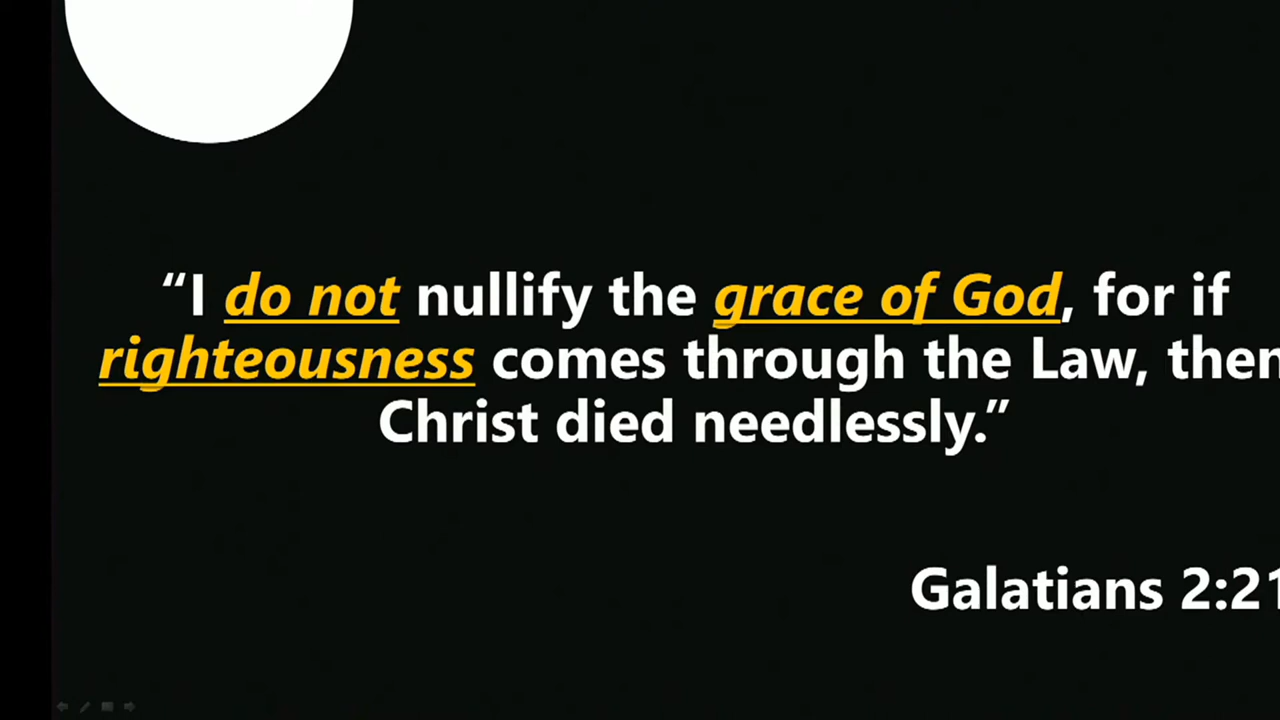 “I do not nullify the grace of God, for if
righteousness comes through the Law, then
Christ died needlessly.”
Galatians 2:21